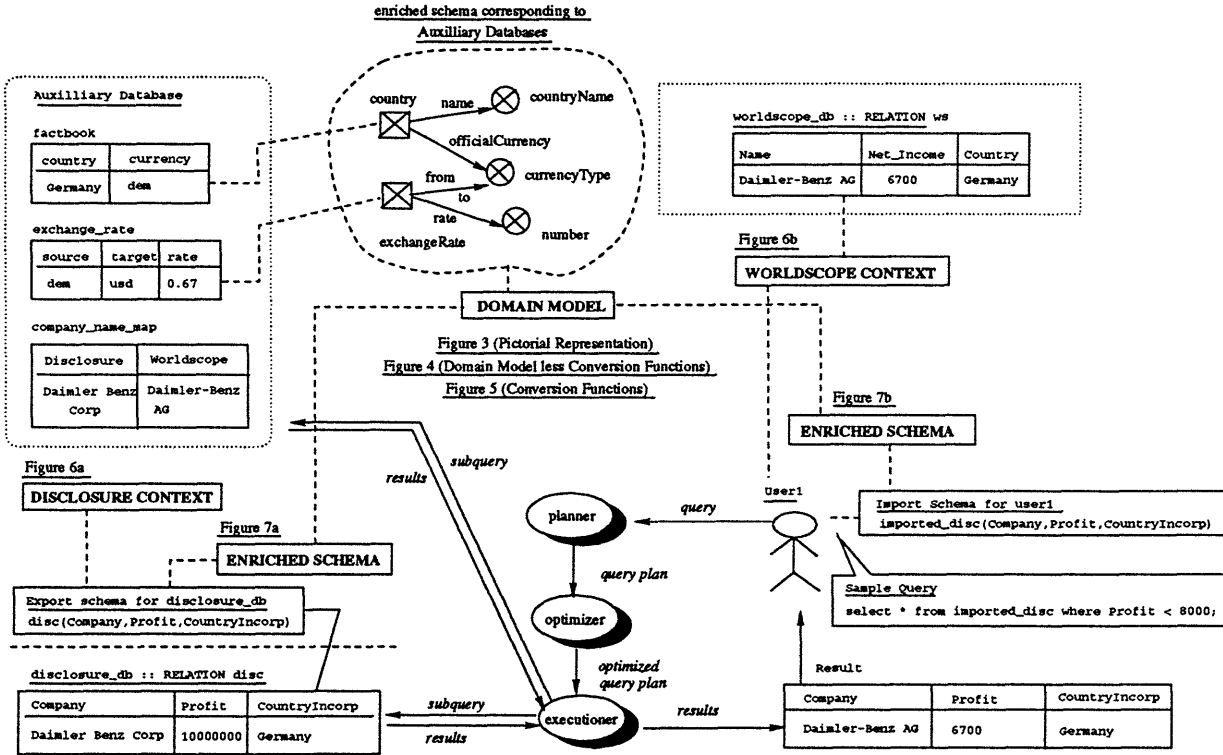 enriched schema corresponding to
Auxilliary Databases
Auxilliary Database
factbook
country currency
Germany dem
exchange_rate
source target rate
dem usd 0.67
company_name_map
Disclosure Worldscope
Daimler Benz Corp Daimler-Benz AG
country
name
countryName
officialCurrency
from
to
currencyType
rate
number
exchangeRate
worldscope_db :: RELATION ws
Name Net_Income Country
Daimler-Benz AG 6700 Germany
Figure 6b
WORLDSCOPE CONTEXT
DOMAIN MODEL
Figure 3 (Pictorial Representation)
Figure 4 (Domain Model less Conversion Functions)
Figure 5 (Conversion Functions)
Figure 7b
ENRICHED SCHEMA
subquery
results
Figure 6a
DISCLOSURE CONTEXT
Figure 7a
ENRICHED SCHEMA
Export schema for disclosure_db
disc(Company,Profit,CountryIncorp)
disclosure_db :: RELATION disc
Company Profit CountryIncorp
Daimler Benz Corp 10000000 Germany
planner
query
query plan
optimizer
optimized
query plan
executioner
subquery
results
results
User1
Import Schema for user1
imported_disc(Company,Profit,CountryIncorp)
Sample Query
select * from imported_disc where Profit < 8000;
Result
Company Profit CountryIncorp
Daimler-Benz AG 6700 Germany